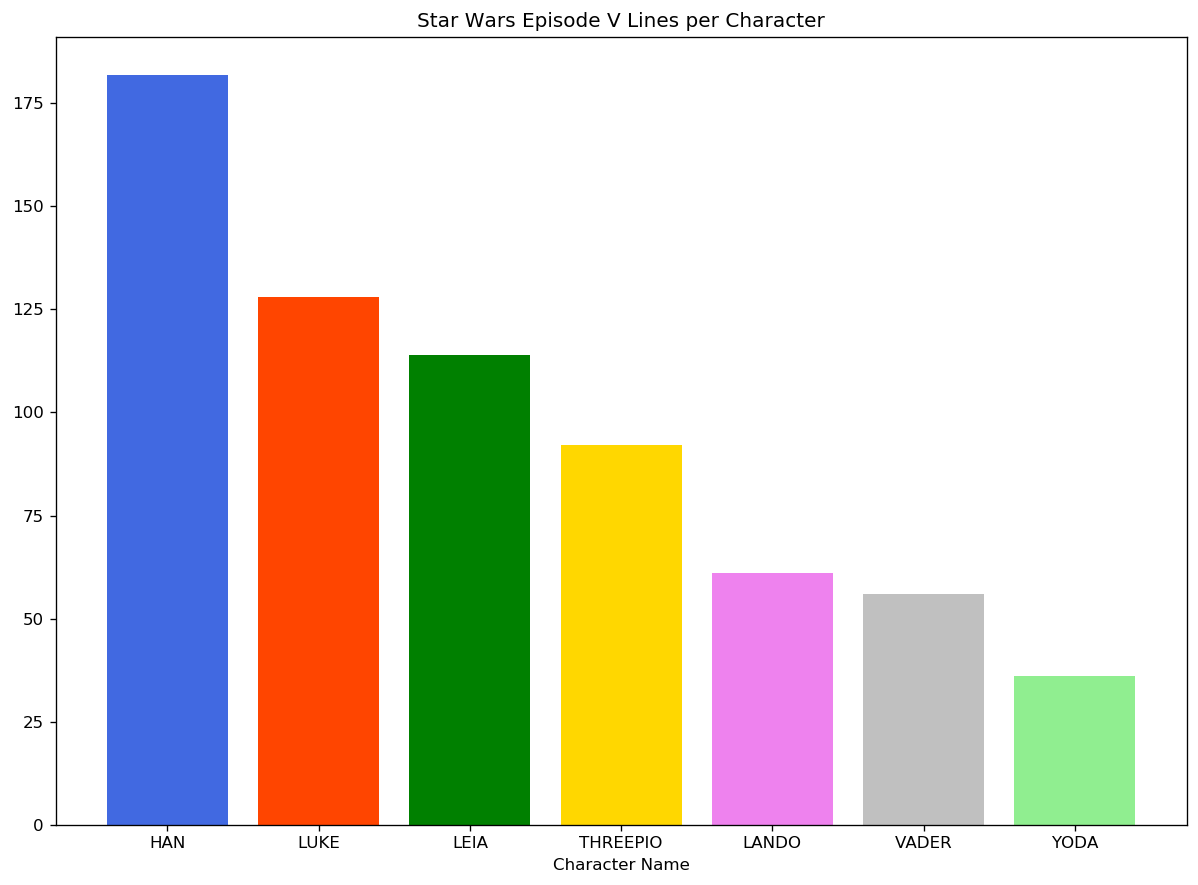 Star Wars Episode V Lines per Character
175
150
125
100
75
50
25
0
HAN LUKE LEIA THREEPIO LANDO VADER YODA
Character Name